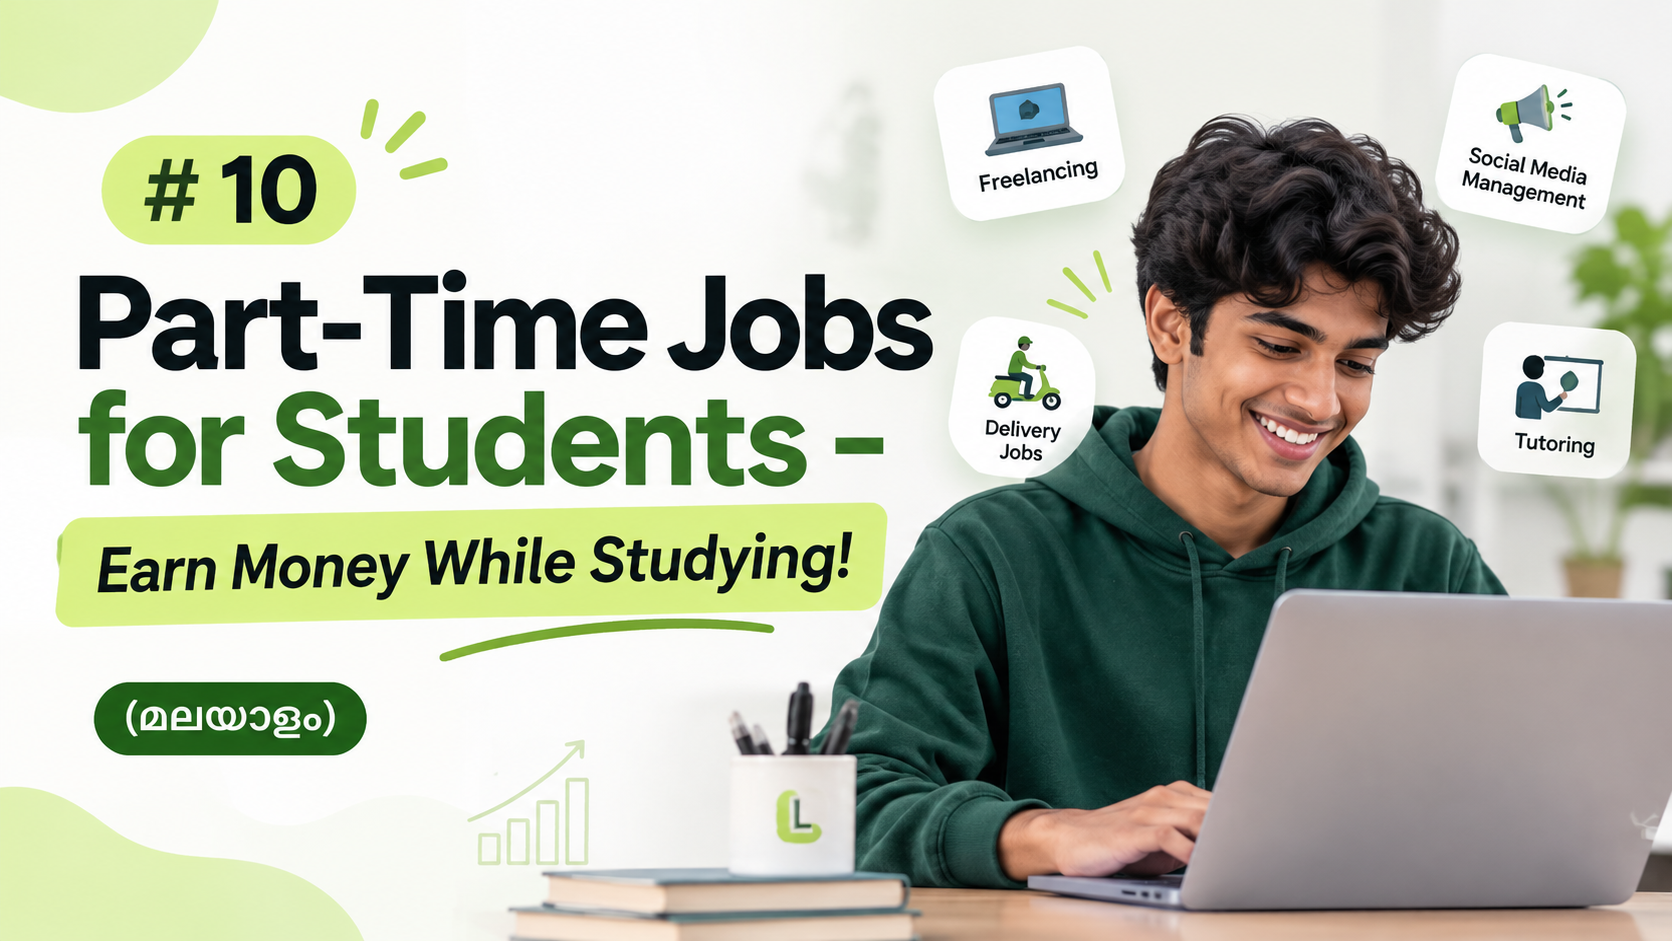 # 10
Part-Time Jobs
for Students -
Earn Money While Studying!
(മലയാളം)
Freelancing
Social Media
Management
Delivery
Jobs
Tutoring
L